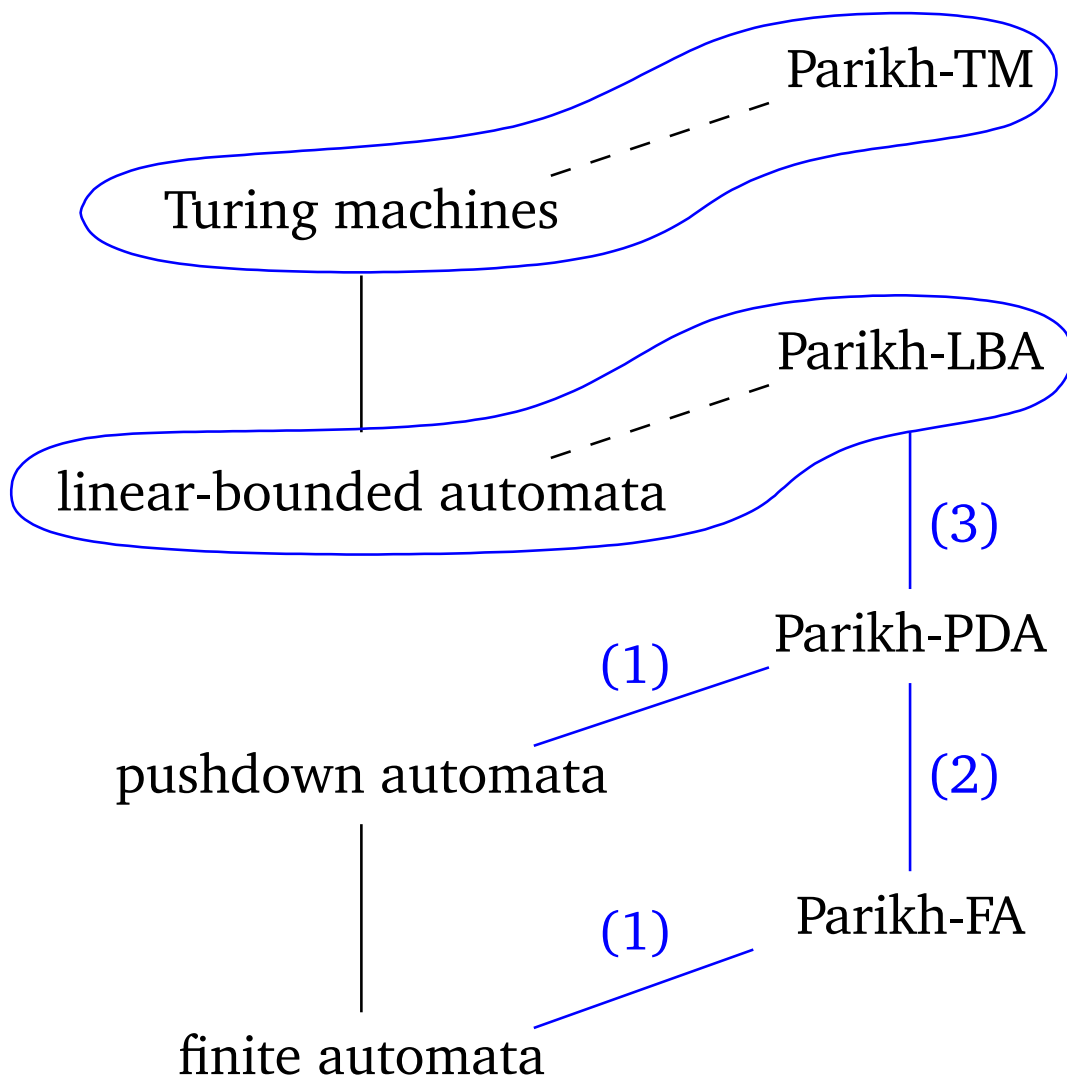 Parikh-TM
Turing machines
Parikh-LBA
linear-bounded automata
(3)
Parikh-PDA
(1)
pushdown automata
(2)
Parikh-FA
(1)
finite automata